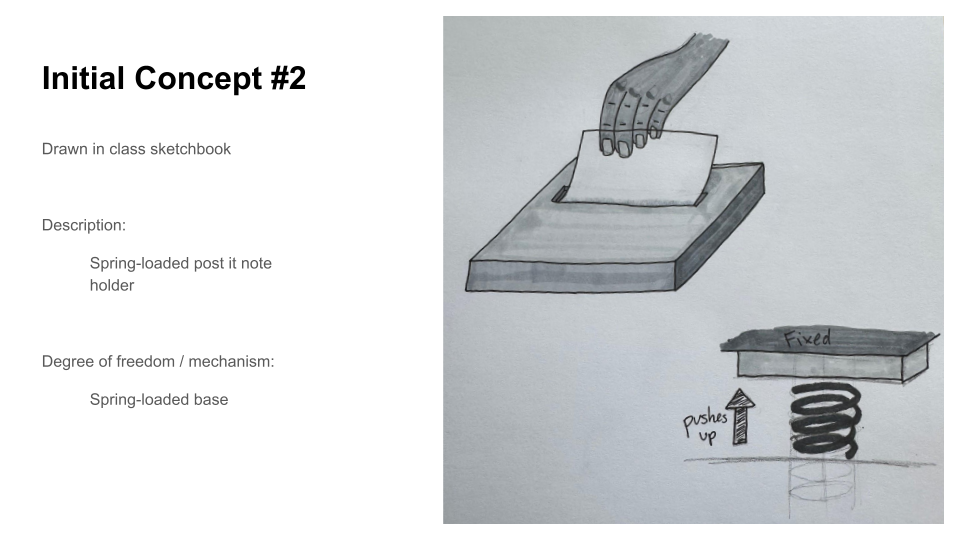 Initial Concept #2
Drawn in class sketchbook
Description:
Spring-loaded post it note
holder
Degree of freedom / mechanism:
Spring-loaded base
Fixed
pushes
up